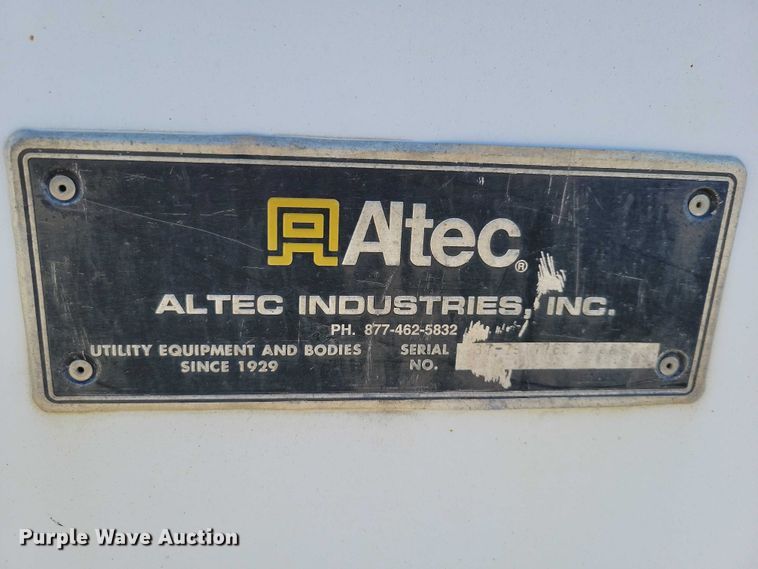 Altec®
ALTEC INDUSTRIES, INC.
PH. 877-462-5832
UTILITY EQUIPMENT AND BODIES
SINCE 1929
SERIAL
NO.
Purple Wave Auction